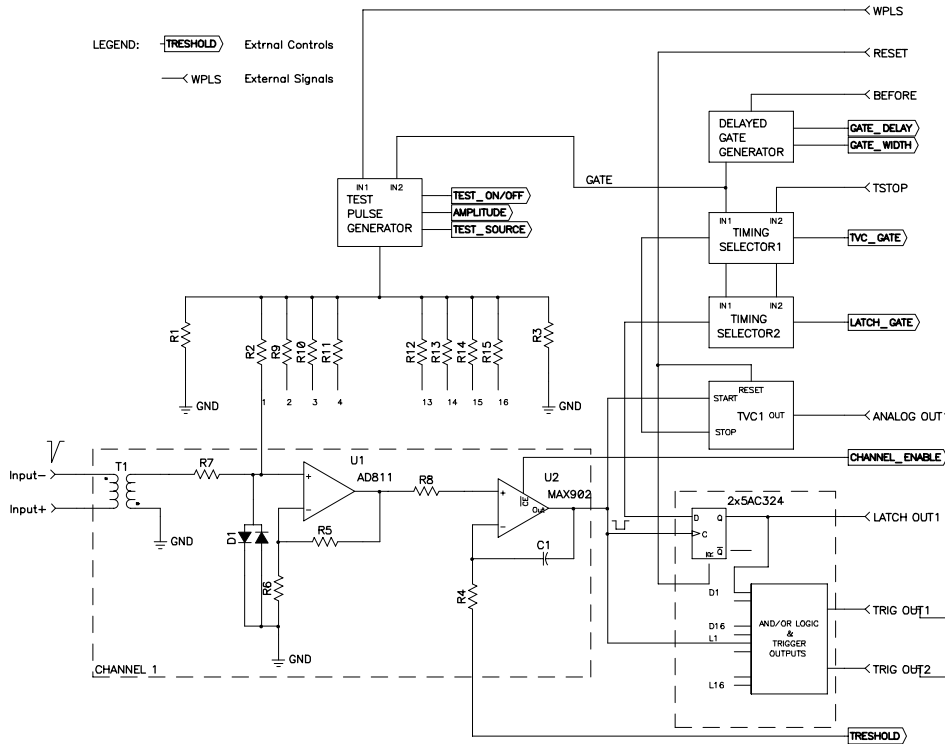 WPLS
LEGEND: TRESHOLD Extrnal Controls
RESET
WPLS External Signals
BEFORE
DELAYED
GATE
GENERATOR
GATE_DELAY
GATE_WIDTH
GATE
IN1 IN2
TEST
PULSE
GENERATOR
TEST_ON/OFF
AMPLITUDE
TEST_SOURCE
TSTOP
IN1 IN2
TIMING
SELECTOR1
TVC_GATE
IN1 IN2
TIMING
SELECTOR2
LATCH_GATE
R1 R2 R9 R10 R11 R12 R13 R14 R15 R3
GND 1 2 3 4 13 14 15 16 GND
RESET
START
TVC1 OUT
STOP
ANALOG OUT1
CHANNEL_ENABLE
Input-
Input+
T1
R7
GND
D1
U1
AD811
R5
R6
GND
R8
U2
MAX902
CE
Out
C1
R4
CHANNEL 1
2x5AC324
D Q
C
R Q
LATCH OUT1
D1
D16
L1
L16
AND/OR LOGIC
&
TRIGGER
OUTPUTS
TRIG OUT1
TRIG OUT2
TRESHOLD